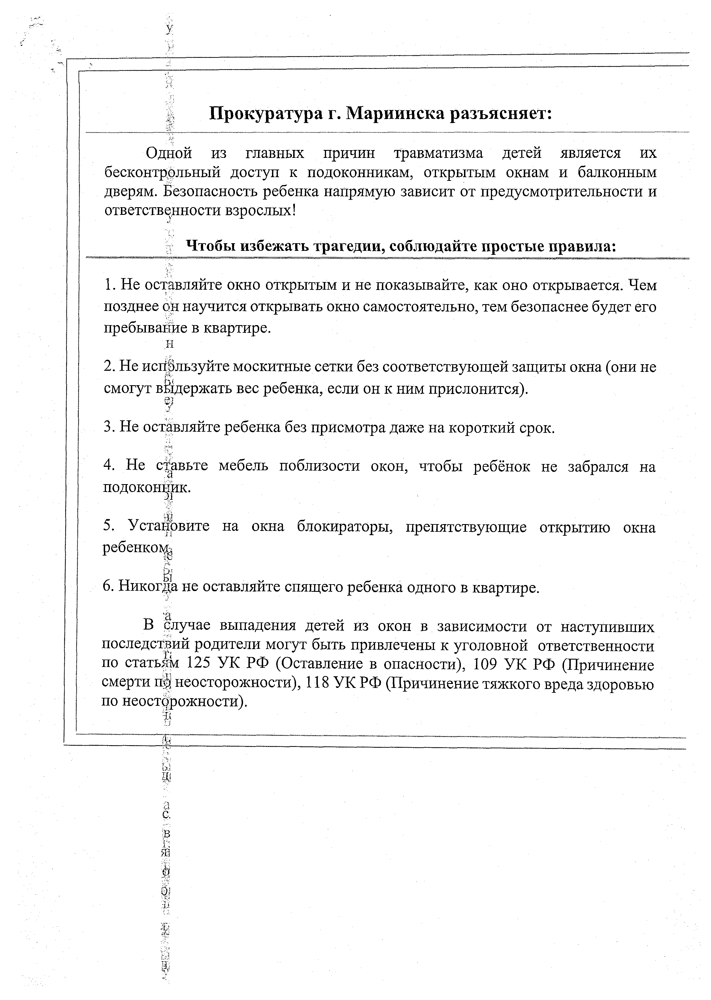 Прокуратура г. Мариинска разъясняет:
Одной из главных причин травматизма детей является их
бесконтрольный доступ к подоконникам, открытым окнам и балконным
дверям. Безопасность ребенка напрямую зависит от предусмотрительности и
ответственности взрослых!
Чтобы избежать трагедии, соблюдайте простые правила:
1. Не оставляйте окно открытым и не показывайте, как оно открывается. Чем
позднее он научится открывать окно самостоятельно, тем безопаснее будет его
пребывание в квартире.
2. Не используйте москитные сетки без соответствующей защиты окна (они не
смогут выдержать вес ребенка, если он к ним прислонится).
3. Не оставляйте ребенка без присмотра даже на короткий срок.
4. Не ставьте мебель поблизости окон, чтобы ребёнок не забрался на
подоконник.
5. Установите на окна блокираторы, препятствующие открытию окна
ребенком.
6. Никогда не оставляйте спящего ребенка одного в квартире.
В случае выпадения детей из окон в зависимости от наступивших
последствий родители могут быть привлечены к уголовной ответственности
по статьям 125 УК РФ (Оставление в опасности), 109 УК РФ (Причинение
смерти по неосторожности), 118 УК РФ (Причинение тяжкого вреда здоровью
по неосторожности).